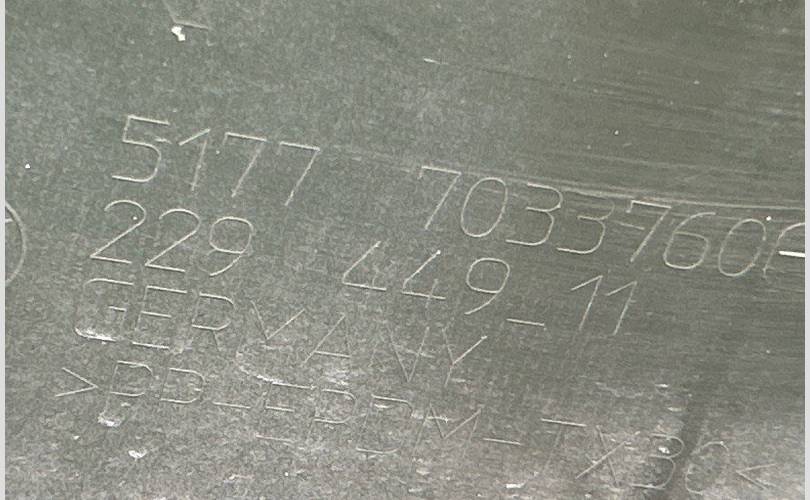 5177 7033760
229 449_11
GERMANY
>PP-EPDM-TX30<